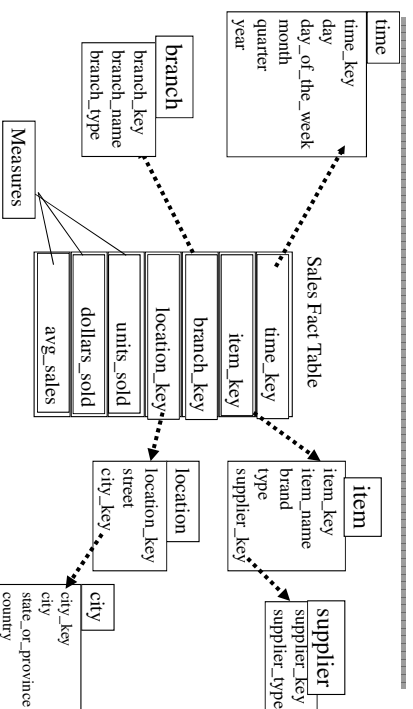 time
time_key
day
day_of_the_week
month
quarter
year
branch
branch_key
branch_name
branch_type
Measures
Sales Fact Table
time_key
item_key
branch_key
location_key
units_sold
dollars_sold
avg_sales
item
item_key
item_name
brand
type
supplier_key
supplier
supplier_key
supplier_type
location
location_key
street
city_key
city
city_key
city
state_or_province
country